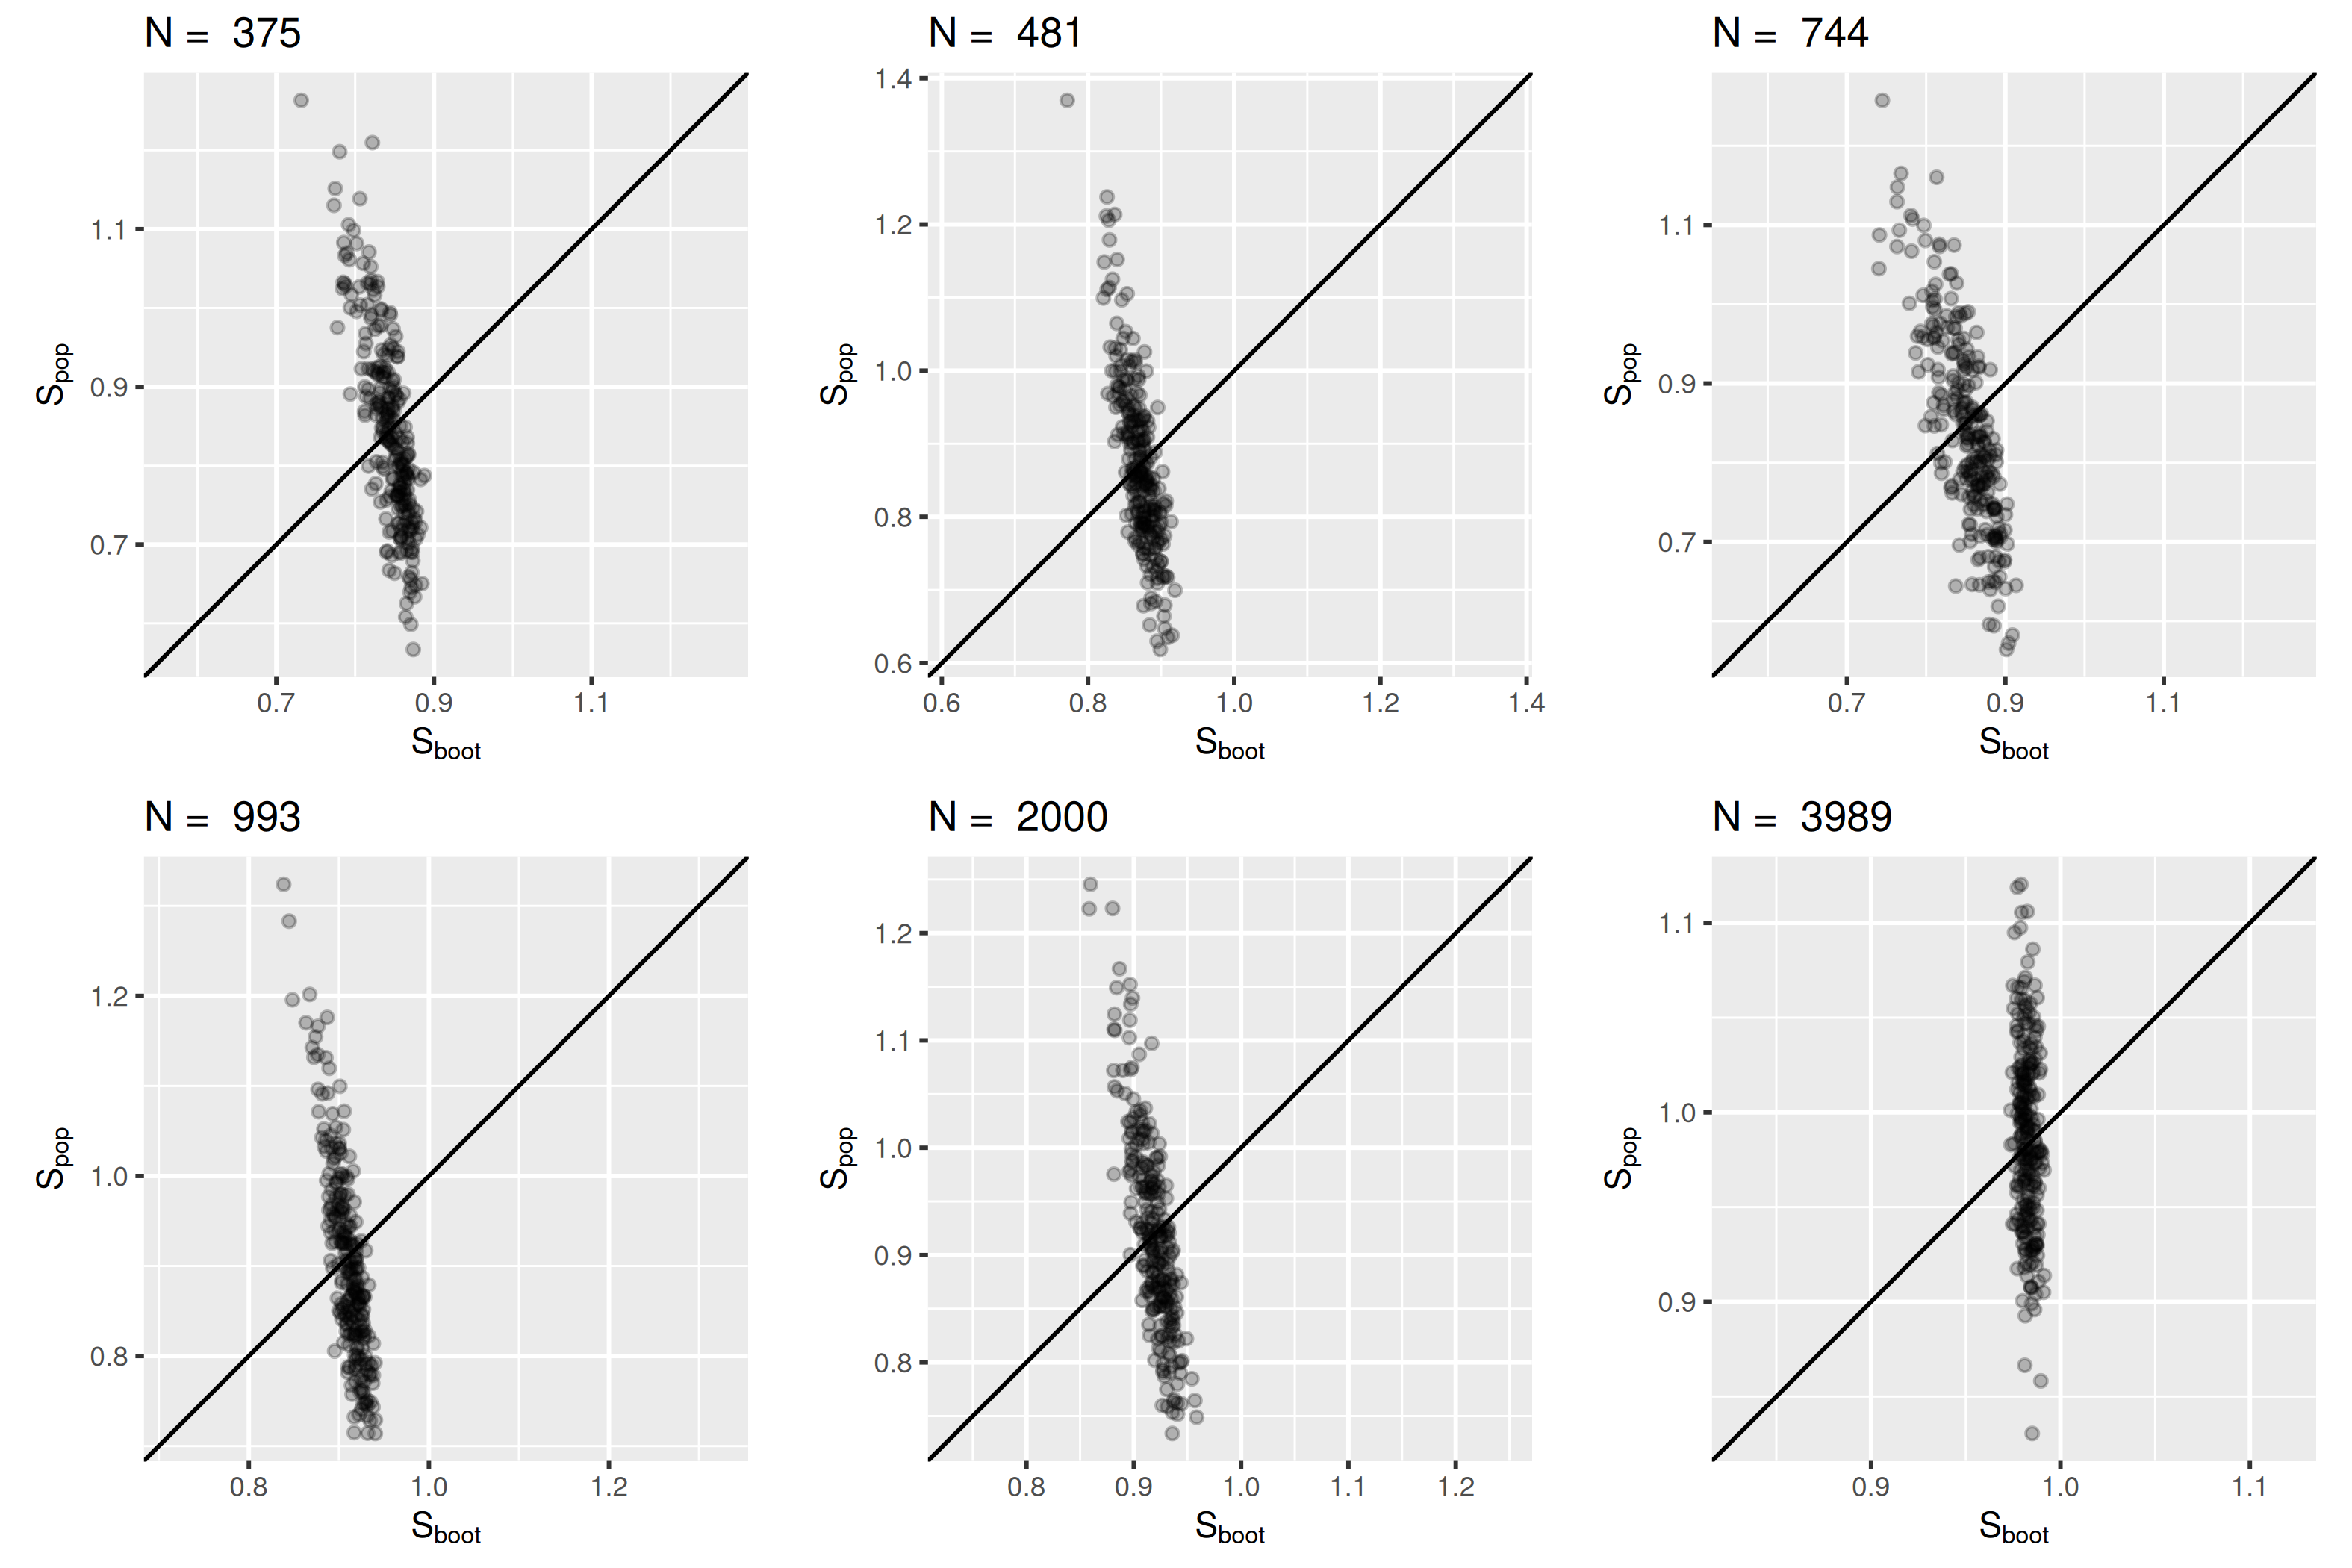 N = 375
N = 481
N = 744
1.1
0.9
0.7
S_pop
0.7 0.9 1.1
S_boot
1.4
1.2
1.0
0.8
0.6
S_pop
0.6 0.8 1.0 1.2 1.4
S_boot
1.1
0.9
0.7
S_pop
0.7 0.9 1.1
S_boot
N = 993
N = 2000
N = 3989
1.2
1.0
0.8
S_pop
0.8 1.0 1.2
S_boot
1.2
1.1
1.0
0.9
0.8
S_pop
0.8 0.9 1.0 1.1 1.2
S_boot
1.1
1.0
0.9
S_pop
0.9 1.0 1.1
S_boot